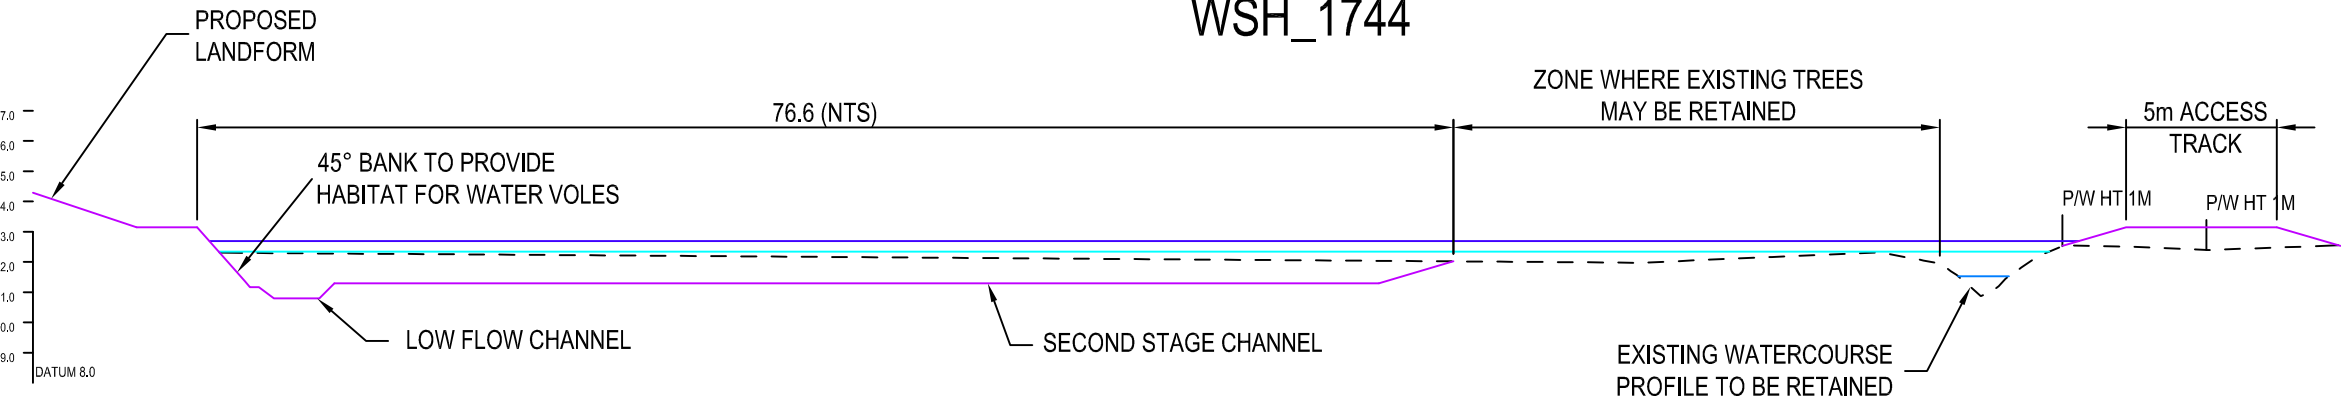 WSH_1744
PROPOSED
LANDFORM
ZONE WHERE EXISTING TREES
MAY BE RETAINED
76.6 (NTS)
5m ACCESS
TRACK
45° BANK TO PROVIDE
HABITAT FOR WATER VOLES
P/W HT 1M
P/W HT 1M
7.0
6.0
5.0
4.0
3.0
2.0
1.0
0.0
9.0
DATUM 8.0
LOW FLOW CHANNEL
SECOND STAGE CHANNEL
EXISTING WATERCOURSE
PROFILE TO BE RETAINED